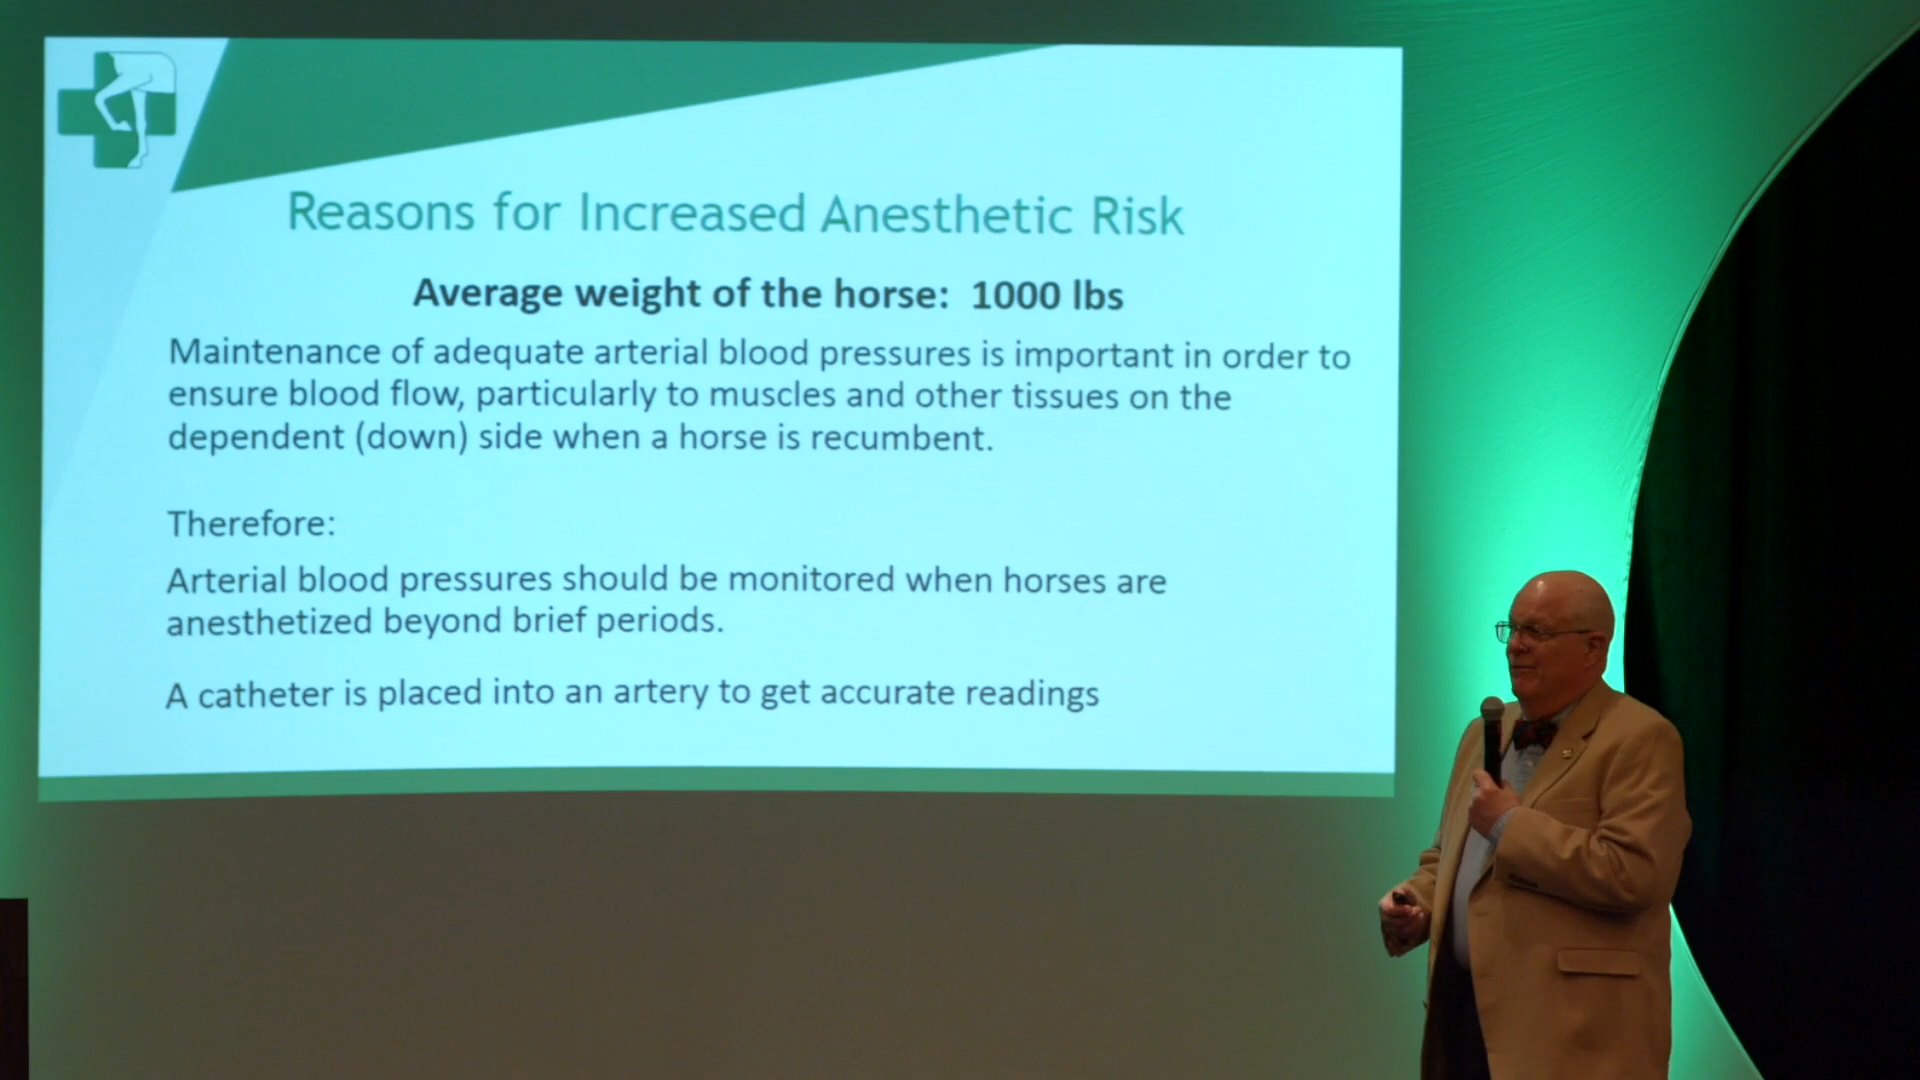 Reasons for Increased Anesthetic Risk
Average weight of the horse: 1000 lbs
Maintenance of adequate arterial blood pressures is important in order to
ensure blood flow, particularly to muscles and other tissues on the
dependent (down) side when a horse is recumbent.
Therefore:
Arterial blood pressures should be monitored when horses are
anesthetized beyond brief periods.
A catheter is placed into an artery to get accurate readings